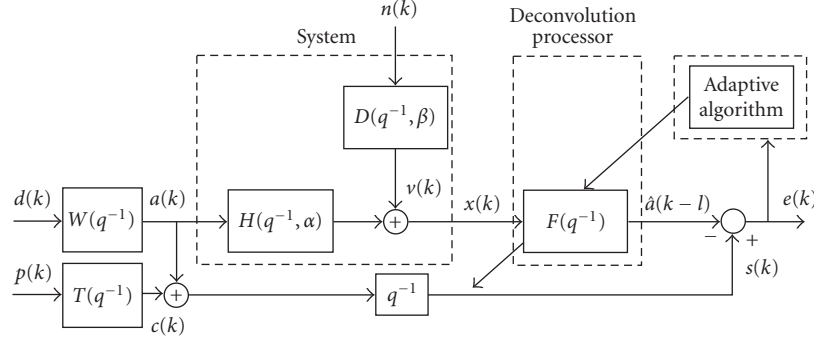 n(k)
System
Deconvolution
processor
Adaptive
algorithm
D(q⁻¹, β)
d(k)
a(k)
v(k)
x(k)
â(k − l)
e(k)
W(q⁻¹)
H(q⁻¹, α)
+
F(q⁻¹)
−
+
p(k)
s(k)
T(q⁻¹)
+
q⁻¹
c(k)